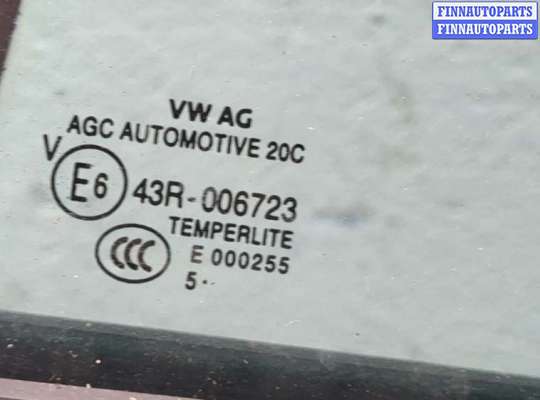 FINNAUTOPARTS
FINNAUTOPARTS
VW AG
AGC AUTOMOTIVE 20C
V
E6 43R-006723
TEMPERLITE
CCC
E 000255
5··